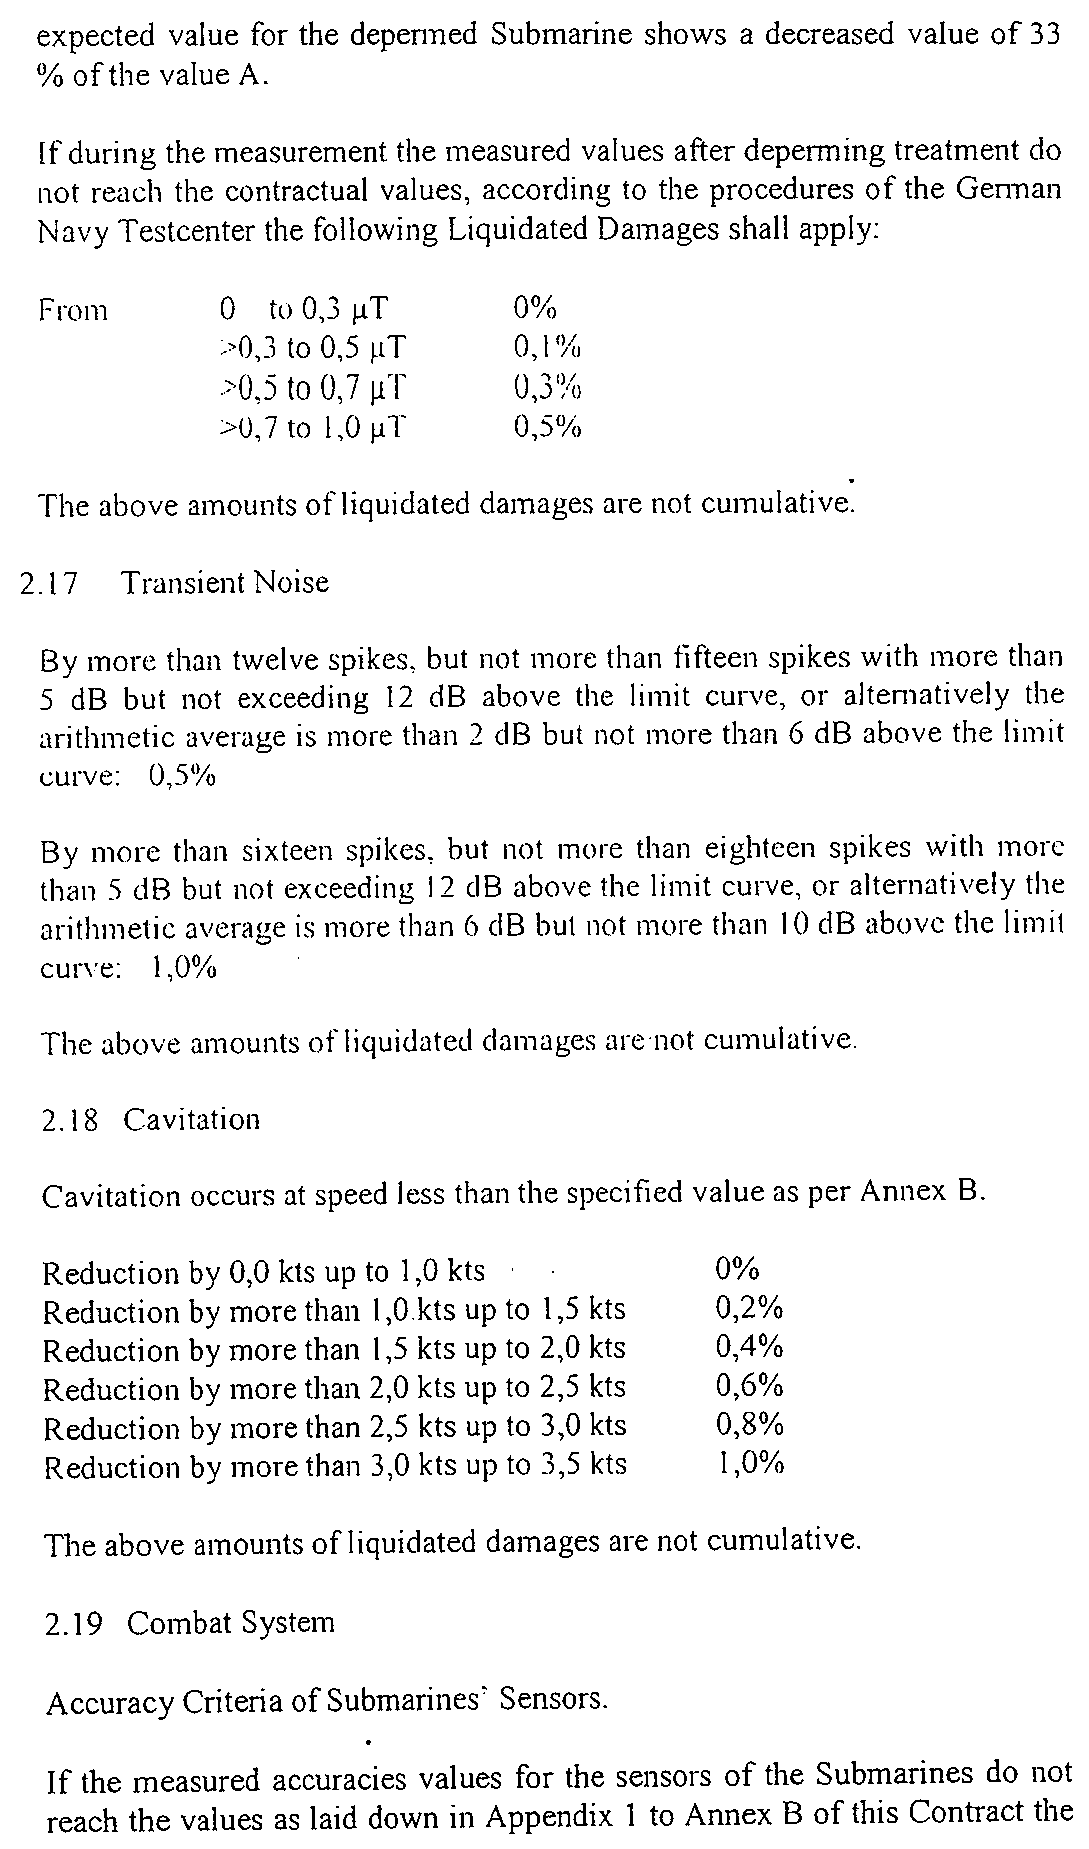 expected value for the depermed Submarine shows a decreased value of 33
% of the value A.
If during the measurement the measured values after deperming treatment do
not reach the contractual values, according to the procedures of the German
Navy Testcenter the following Liquidated Damages shall apply:
From 0 to 0,3 µT 0%
>0,3 to 0,5 µT 0,1%
>0,5 to 0,7 µT 0,3%
>0,7 to 1,0 µT 0,5%
The above amounts of liquidated damages are not cumulative.
2.17 Transient Noise
By more than twelve spikes, but not more than fifteen spikes with more than
5 dB but not exceeding 12 dB above the limit curve, or alternatively the
arithmetic average is more than 2 dB but not more than 6 dB above the limit
curve: 0,5%
By more than sixteen spikes, but not more than eighteen spikes with more
than 5 dB but not exceeding 12 dB above the limit curve, or alternatively the
arithmetic average is more than 6 dB but not more than 10 dB above the limit
curve: 1,0%
The above amounts of liquidated damages are not cumulative.
2.18 Cavitation
Cavitation occurs at speed less than the specified value as per Annex B.
Reduction by 0,0 kts up to 1,0 kts 0%
Reduction by more than 1,0 kts up to 1,5 kts 0,2%
Reduction by more than 1,5 kts up to 2,0 kts 0,4%
Reduction by more than 2,0 kts up to 2,5 kts 0,6%
Reduction by more than 2,5 kts up to 3,0 kts 0,8%
Reduction by more than 3,0 kts up to 3,5 kts 1,0%
The above amounts of liquidated damages are not cumulative.
2.19 Combat System
Accuracy Criteria of Submarines' Sensors.
If the measured accuracies values for the sensors of the Submarines do not
reach the values as laid down in Appendix 1 to Annex B of this Contract the